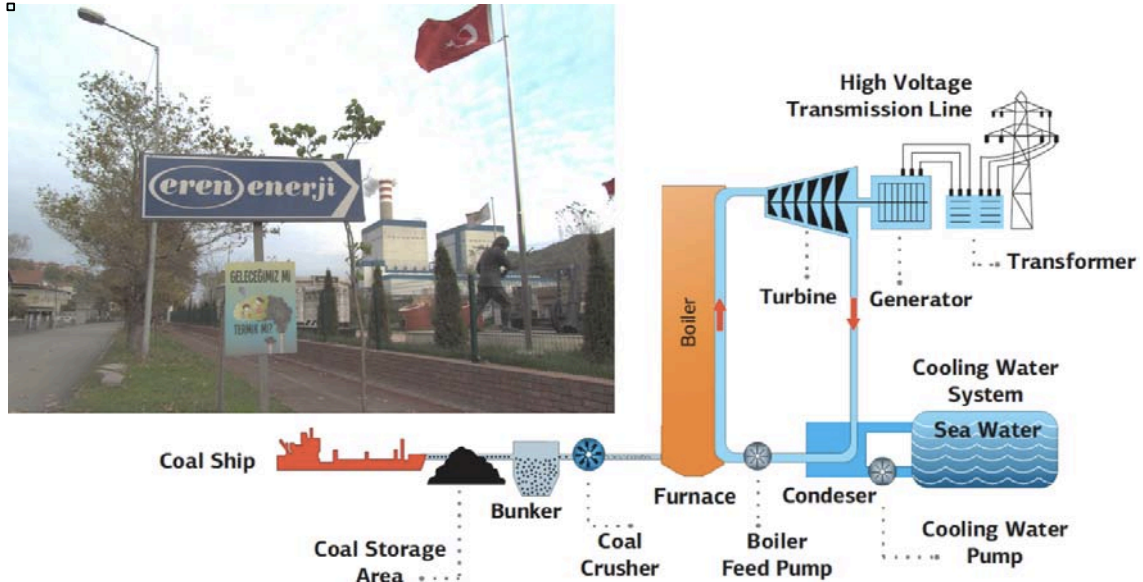 eren enerji
GELECEĞİMİZ Mİ
TERMİK Mİ?
High Voltage
Transmission Line
Transformer
Turbine
Generator
Boiler
Cooling Water
System
Sea Water
Coal Ship
Bunker
Furnace
Condeser
Coal Storage
Area
Coal
Crusher
Boiler
Feed Pump
Cooling Water
Pump